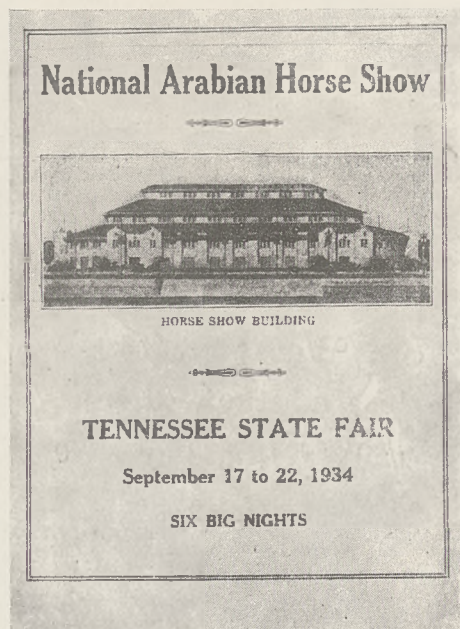 National Arabian Horse Show
HORSE SHOW BUILDING
TENNESSEE STATE FAIR
September 17 to 22, 1934
SIX BIG NIGHTS